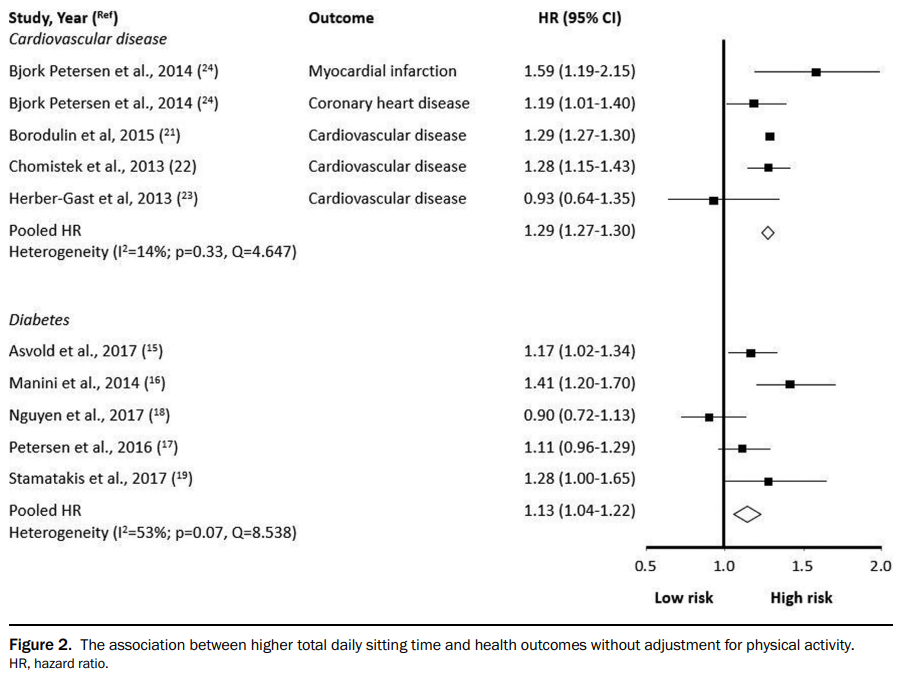 Study, Year (Ref) Outcome HR (95% CI)
Cardiovascular disease
Bjork Petersen et al., 2014 (24) Myocardial infarction 1.59 (1.19-2.15)
Bjork Petersen et al., 2014 (24) Coronary heart disease 1.19 (1.01-1.40)
Borodulin et al, 2015 (21) Cardiovascular disease 1.29 (1.27-1.30)
Chomistek et al., 2013 (22) Cardiovascular disease 1.28 (1.15-1.43)
Herber-Gast et al, 2013 (23) Cardiovascular disease 0.93 (0.64-1.35)
Pooled HR 1.29 (1.27-1.30)
Heterogeneity (I²=14%; p=0.33, Q=4.647)
Diabetes
Asvold et al., 2017 (15) 1.17 (1.02-1.34)
Manini et al., 2014 (16) 1.41 (1.20-1.70)
Nguyen et al., 2017 (18) 0.90 (0.72-1.13)
Petersen et al., 2016 (17) 1.11 (0.96-1.29)
Stamatakis et al., 2017 (19) 1.28 (1.00-1.65)
Pooled HR 1.13 (1.04-1.22)
Heterogeneity (I²=53%; p=0.07, Q=8.538)
0.5 1.0 1.5 2.0
Low risk High risk
Figure 2. The association between higher total daily sitting time and health outcomes without adjustment for physical activity.
HR, hazard ratio.